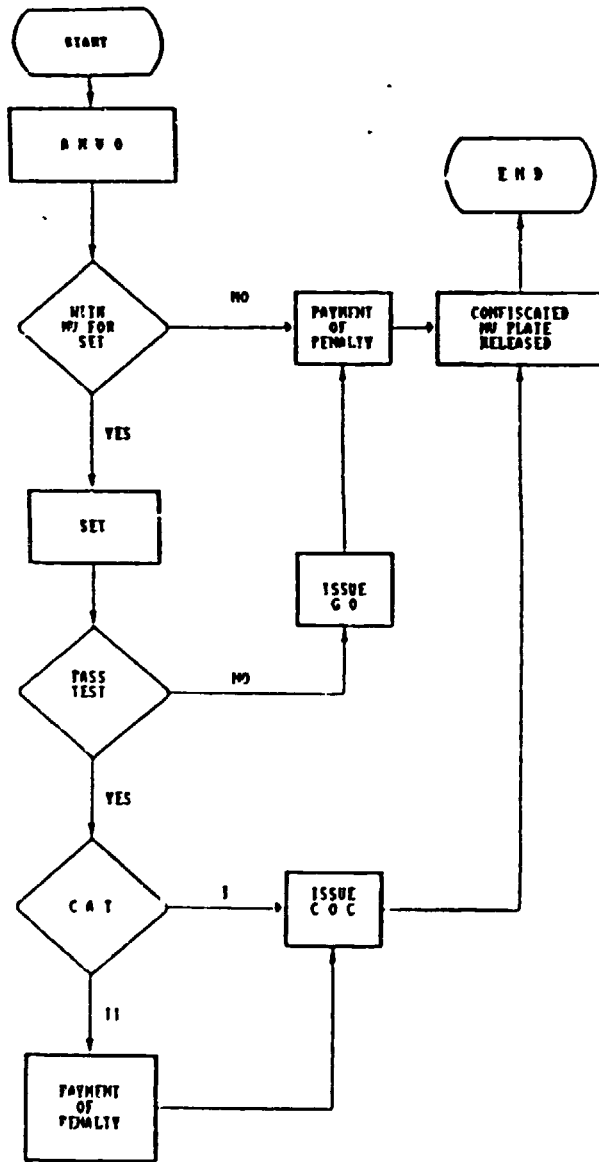 START
E N D
WITH
MV FOR
SET
NO
PAYMENT
OF
PENALTY
CONFISCATED
MV PLATE
RELEASED
YES
SET
ISSUE
G O
PASS
TEST
NO
YES
C A T
I
ISSUE
C O C
II
PAYMENT
OF
PENALTY